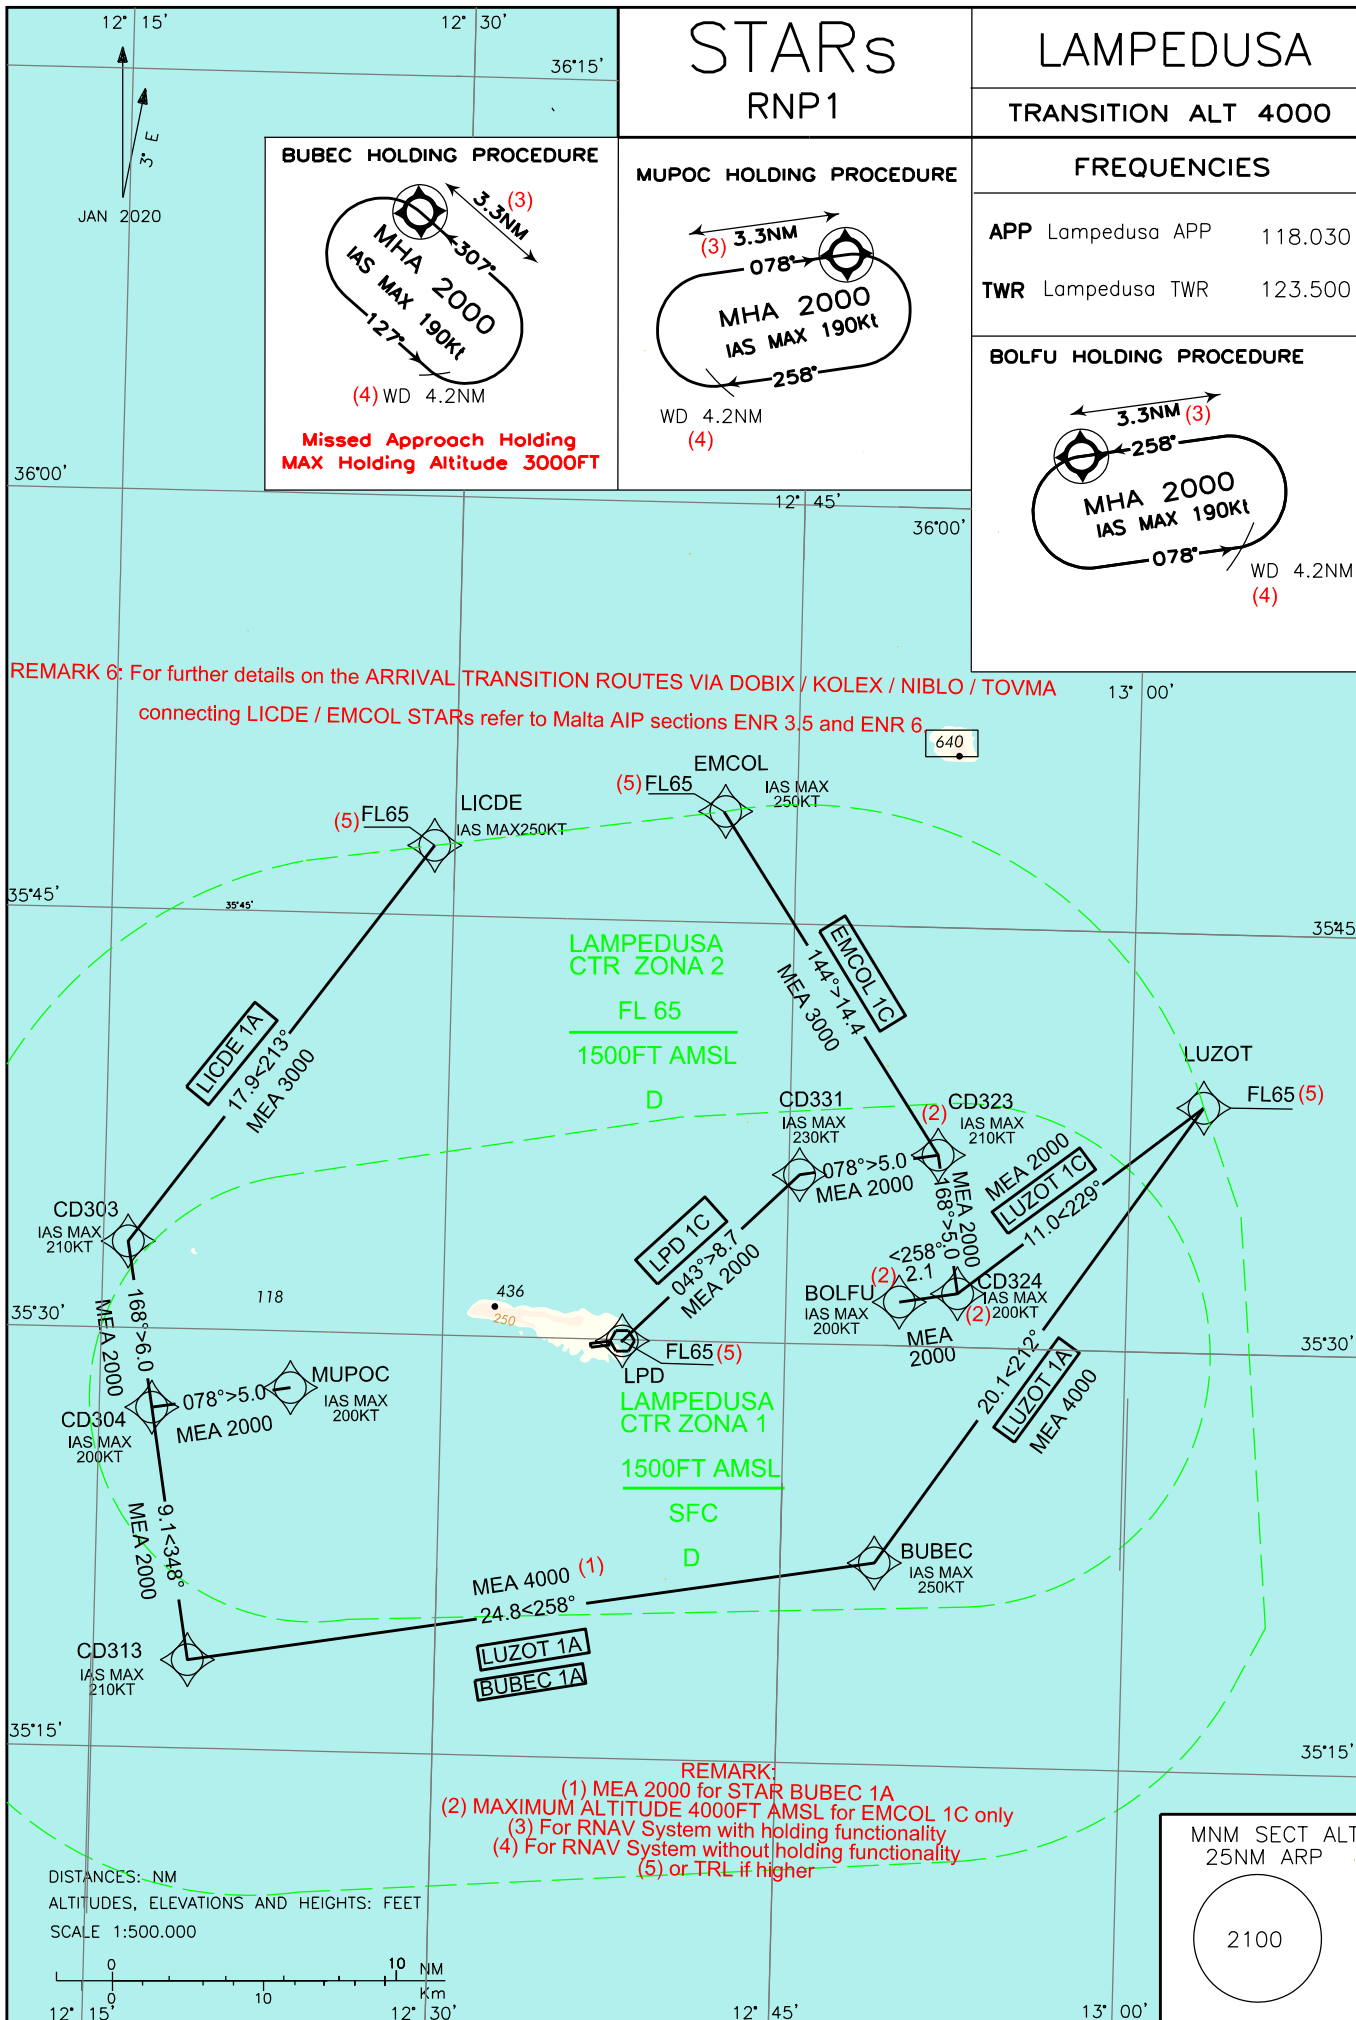 12° 15'
12° 30'
36°15'
STARs
RNP1
LAMPEDUSA
TRANSITION ALT 4000
3° E
JAN 2020
BUBEC HOLDING PROCEDURE
3.3NM
(3)
307°
MHA 2000
IAS MAX 190Kt
127°
(4) WD 4.2NM
Missed Approach Holding
MAX Holding Altitude 3000FT
MUPOC HOLDING PROCEDURE
(3) 3.3NM
078°
MHA 2000
IAS MAX 190Kt
258°
WD 4.2NM
(4)
FREQUENCIES
APP Lampedusa APP 118.030
TWR Lampedusa TWR 123.500
BOLFU HOLDING PROCEDURE
3.3NM (3)
258°
MHA 2000
IAS MAX 190Kt
078°
WD 4.2NM
(4)
36°00'
12° 45'
36°00'
REMARK 6: For further details on the ARRIVAL TRANSITION ROUTES VIA DOBIX / KOLEX / NIBLO / TOVMA
connecting LICDE / EMCOL STARs refer to Malta AIP sections ENR 3.5 and ENR 6.
13° 00'
640
EMCOL
(5) FL65
IAS MAX
250KT
LICDE
(5) FL65
IAS MAX250KT
35°45'
35°45'
35°45
LAMPEDUSA
CTR ZONA 2
FL 65
1500FT AMSL
D
EMCOL 1C
144°>14.4
MEA 3000
LICDE 1A
17.9<213°
MEA 3000
LUZOT
FL65 (5)
CD331
IAS MAX
230KT
(2) CD323
IAS MAX
210KT
078°>5.0
MEA 2000
MEA 2000
168°>5.0
MEA 2000
LUZOT 1C
11.0<229°
CD303
IAS MAX
210KT
LPD 1C
043°>8.7
MEA 2000
<258°
2.1
(2)
BOLFU
IAS MAX
200KT
MEA
2000
CD324
IAS MAX
(2) 200KT
118
436
250
35°30'
35°30'
168°>6.0
MEA 2000
FL65 (5)
LPD
MUPOC
IAS MAX
200KT
078°>5.0
MEA 2000
CD304
IAS MAX
200KT
20.1<212°
LUZOT 1A
MEA 4000
LAMPEDUSA
CTR ZONA 1
1500FT AMSL
SFC
D
9.1<348°
MEA 2000
BUBEC
IAS MAX
250KT
MEA 4000 (1)
24.8<258°
LUZOT 1A
BUBEC 1A
CD313
IAS MAX
210KT
35°15'
35°15'
REMARK:
(1) MEA 2000 for STAR BUBEC 1A
(2) MAXIMUM ALTITUDE 4000FT AMSL for EMCOL 1C only
(3) For RNAV System with holding functionality
(4) For RNAV System without holding functionality
(5) or TRL if higher
MNM SECT ALT
25NM ARP
2100
DISTANCES: NM
ALTITUDES, ELEVATIONS AND HEIGHTS: FEET
SCALE 1:500.000
0 10 NM
0 10 Km
12° 15'
12° 30'
12° 45'
13° 00'